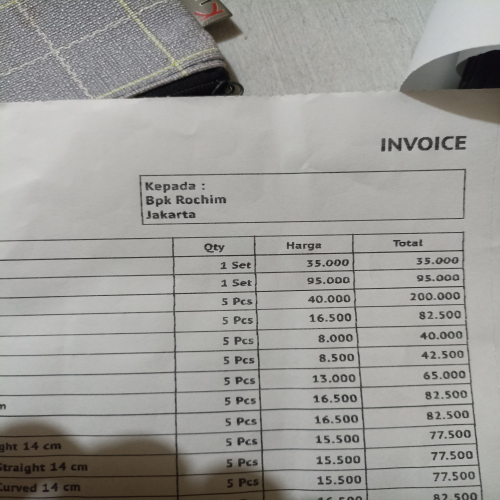 INVOICE
Kepada :
Bpk Rochim
Jakarta
Qty Harga Total
1 Set 35.000 35.000
1 Set 95.000 95.000
5 Pcs 40.000 200.000
5 Pcs 16.500 82.500
5 Pcs 8.000 40.000
5 Pcs 8.500 42.500
5 Pcs 13.000 65.000
5 Pcs 16.500 82.500
5 Pcs 16.500 82.500
ght 14 cm 5 Pcs 15.500 77.500
Straight 14 cm 5 Pcs 15.500 77.500
Curved 14 cm 5 Pcs 15.500 77.500
82.500